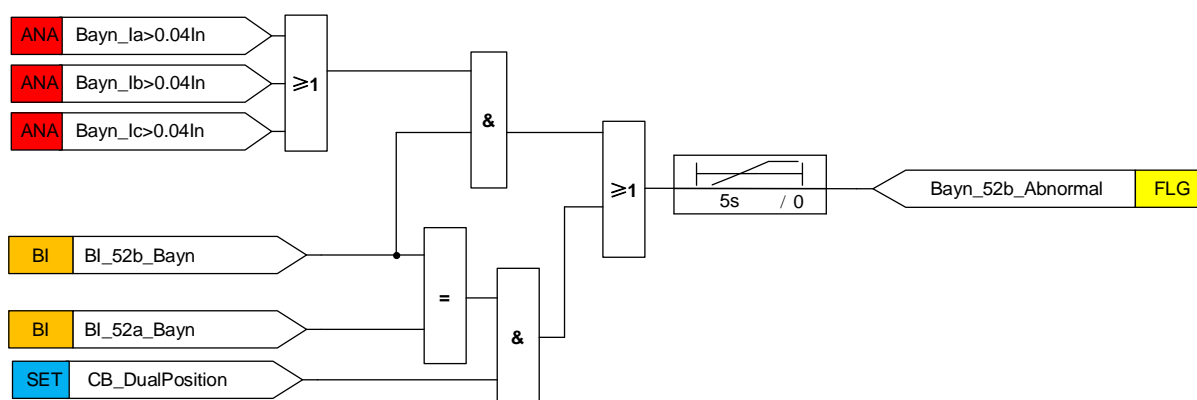 ANA Bayn_Ia>0.04In
ANA Bayn_Ib>0.04In
ANA Bayn_Ic>0.04In
≥1
&
≥1
5s / 0
Bayn_52b_Abnormal FLG
BI BI_52b_Bayn
=
BI BI_52a_Bayn
&
SET CB_DualPosition